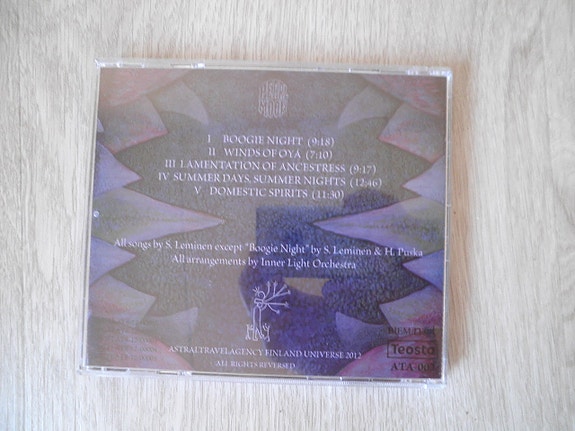 I BOOGIE NIGHT (9:18)
II WINDS OF OYÁ (7:10)
III LAMENTATION OF ANCESTRESS (9:17)
IV SUMMER DAYS, SUMMER NIGHTS (12:46)
V DOMESTIC SPIRITS (11:30)
All songs by S. Leminen except "Boogie Night" by S. Leminen & H. Puska
All arrangements by Inner Light Orchestra
ASTRALTRAVELAGENCY FINLAND UNIVERSE 2012
ALL RIGHTS REVERSED
Teosto